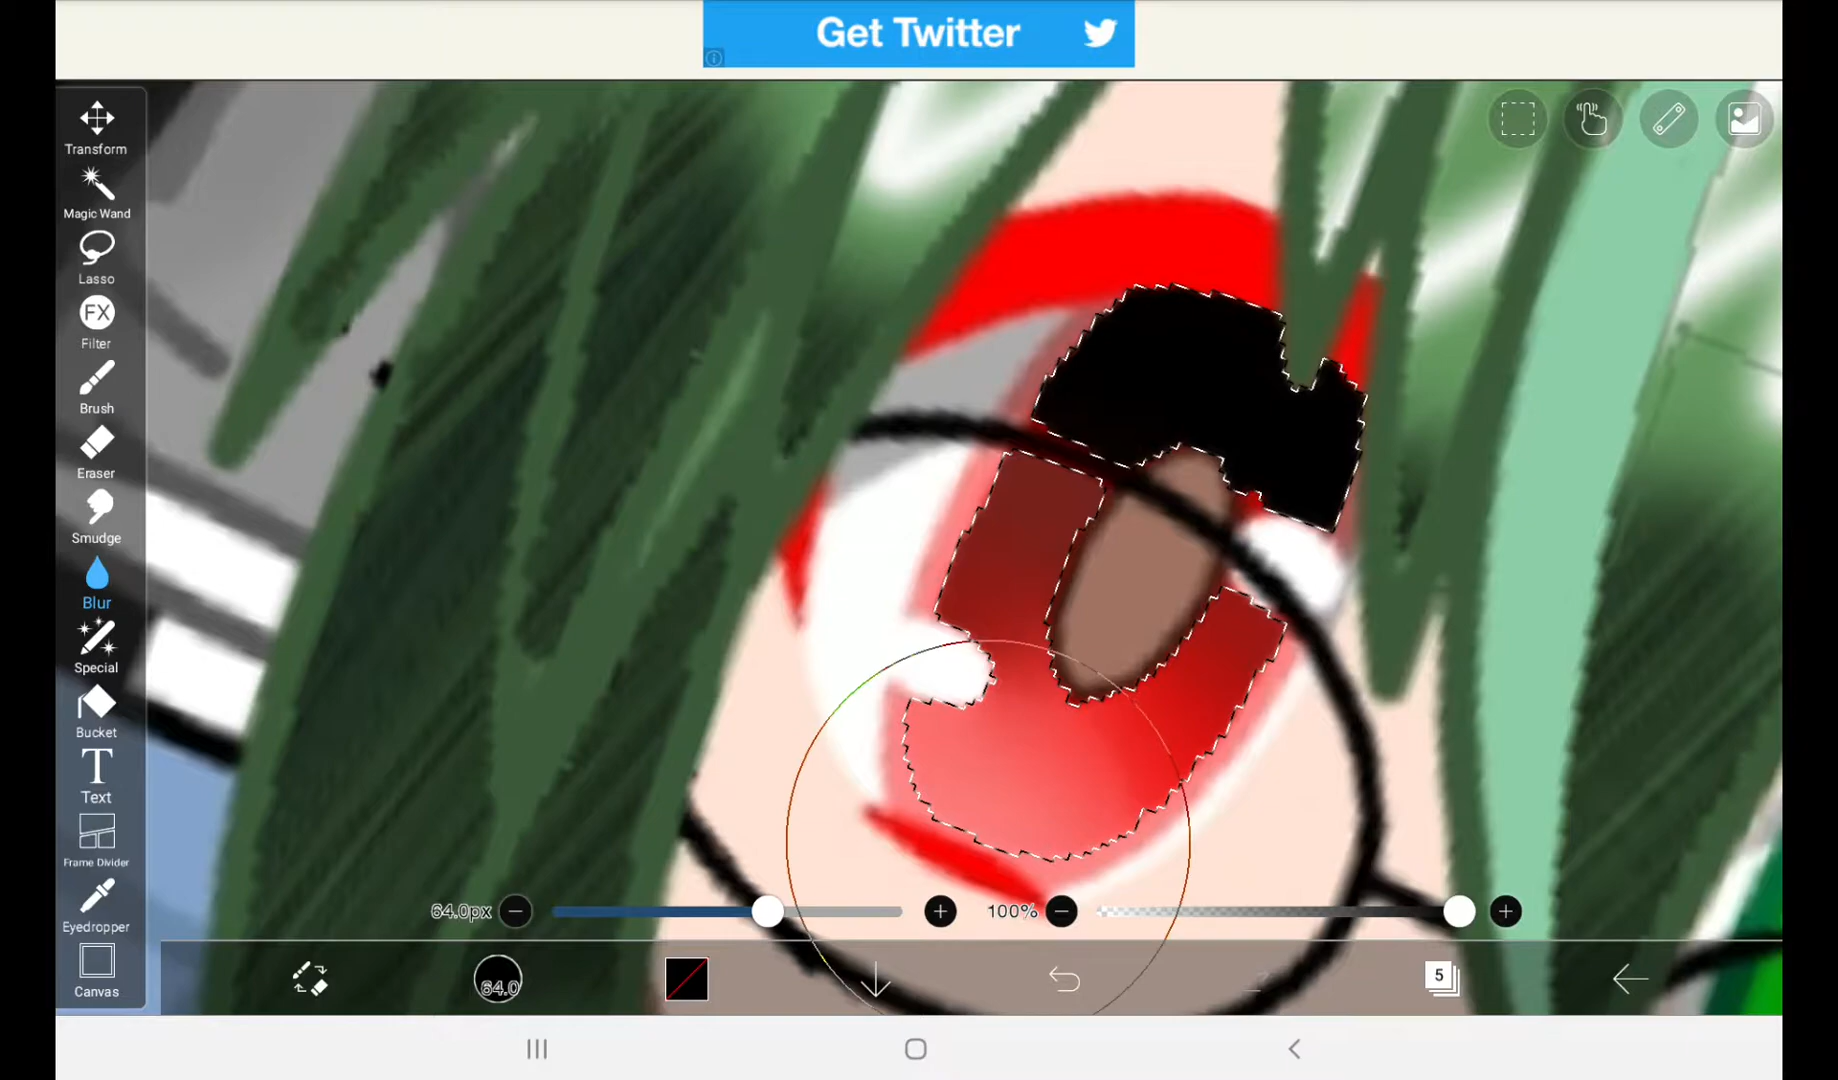 Get Twitter
Transform
Magic Wand
Lasso
FX
Filter
Brush
Eraser
Smudge
Blur
Special
Bucket
T
Text
Frame Divider
Eyedropper
Canvas
64.0px
100%
64.0
5